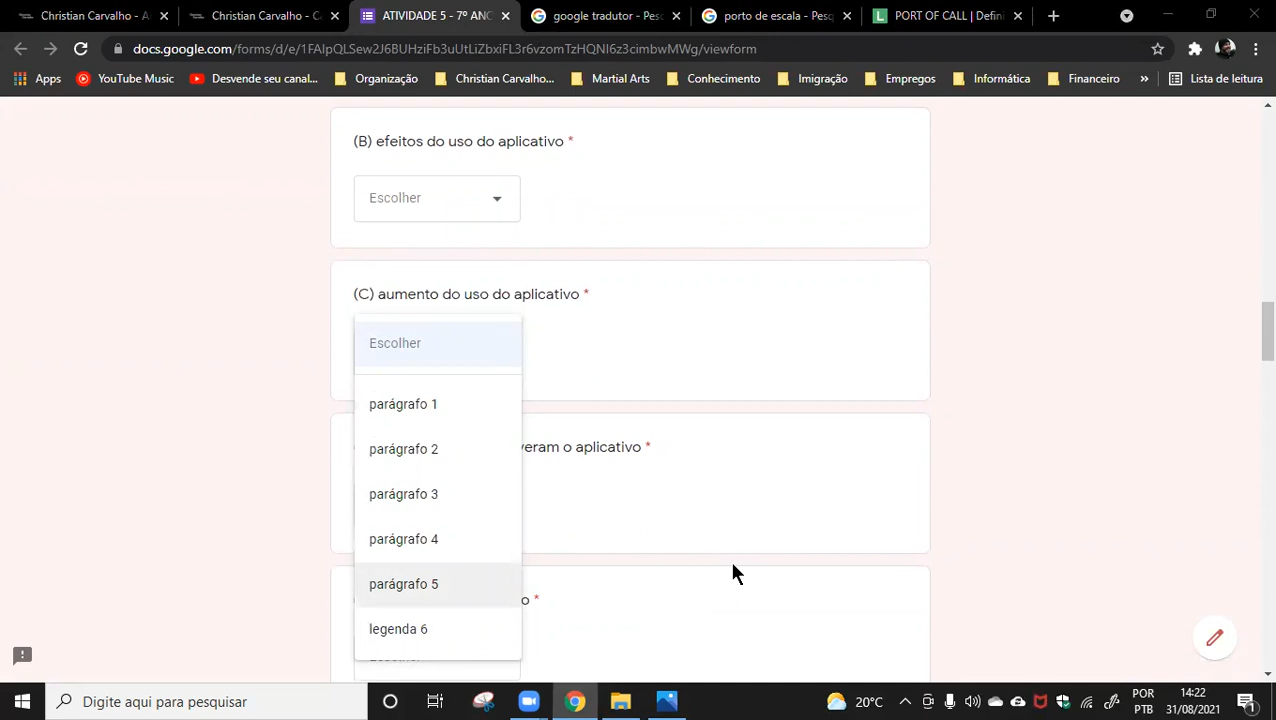 Christian Carvalho - A
Christian Carvalho - C
ATIVIDADE 5 - 7º ANO
google tradutor - Pesq
porto de escala - Pesq
PORT OF CALL | Defini
docs.google.com/forms/d/e/1FAIpQLSew2J6BUHziFb3uUtLiZbxiFL3r6vzomTzHQNI6z3cimbwMWg/viewform
Apps
YouTube Music
Desvende seu canal...
Organização
Christian Carvalho...
Martial Arts
Conhecimento
Imigração
Empregos
Informática
Financeiro
»
Lista de leitura
(B) efeitos do uso do aplicativo *
Escolher
(C) aumento do uso do aplicativo *
Escolher
parágrafo 1
parágrafo 2
veram o aplicativo *
parágrafo 3
parágrafo 4
parágrafo 5
o *
legenda 6
Digite aqui para pesquisar
20°C
POR
PTB
14:22
31/08/2021
1